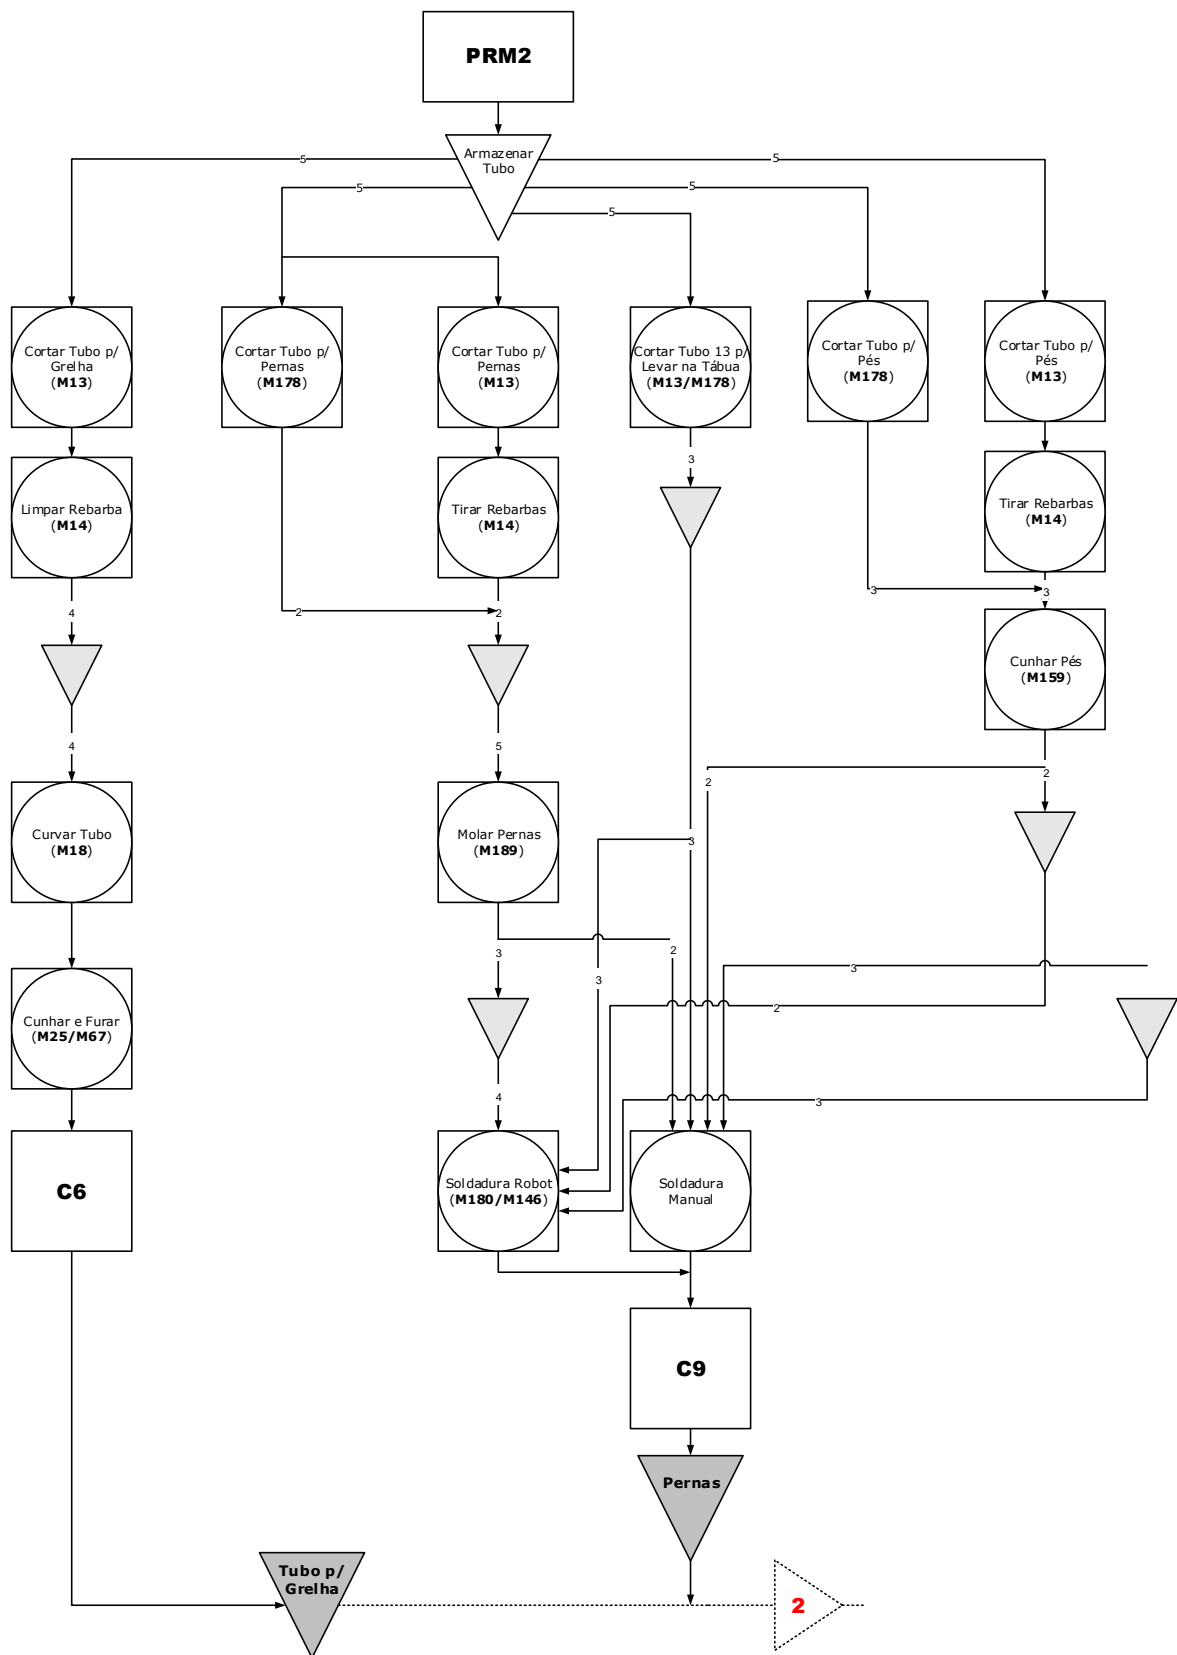 PRM2
Armazenar
Tubo
5
5
5
5
5
Cortar Tubo p/
Grelha
(M13)
Cortar Tubo p/
Pernas
(M178)
Cortar Tubo p/
Pernas
(M13)
Cortar Tubo 13 p/
Levar na Tábua
(M13/M178)
Cortar Tubo p/
Pés
(M178)
Cortar Tubo p/
Pés
(M13)
3
Limpar Rebarba
(M14)
Tirar Rebarbas
(M14)
Tirar Rebarbas
(M14)
4
2
2
3
3
Cunhar Pés
(M159)
4
5
2
2
Curvar Tubo
(M18)
Molar Pernas
(M189)
3
3
2
3
3
2
Cunhar e Furar
(M25/M67)
4
3
C6
Soldadura Robot
(M180/M146)
Soldadura
Manual
C9
Pernas
Tubo p/
Grelha
2